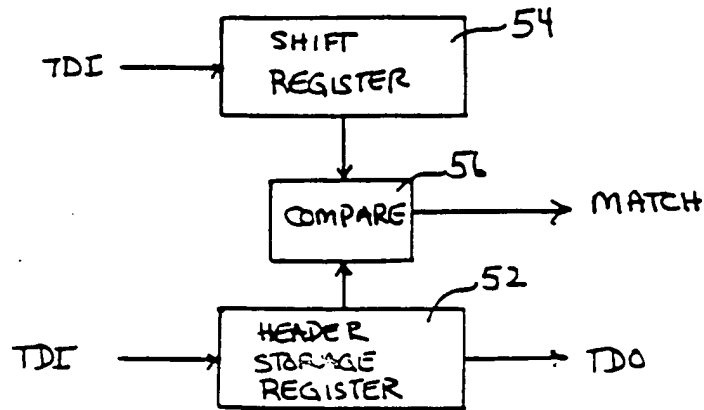 54
SHIFT
REGISTER
TDI
56
COMPARE
MATCH
52
HEADER
STORAGE
REGISTER
TDI
TDO